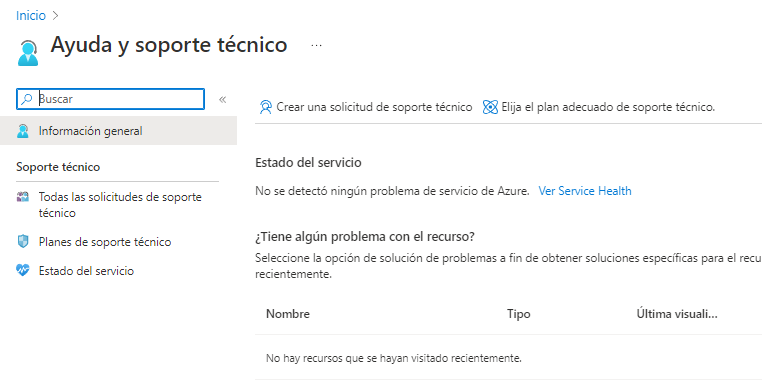 Inicio
Ayuda y soporte técnico
Buscar
Crear una solicitud de soporte técnico
Elija el plan adecuado de soporte técnico.
Información general
Soporte técnico
Todas las solicitudes de soporte
técnico
Planes de soporte técnico
Estado del servicio
Estado del servicio
No se detectó ningún problema de servicio de Azure. Ver Service Health
¿Tiene algún problema con el recurso?
Seleccione la opción de solución de problemas a fin de obtener soluciones específicas para el recu
recientemente.
Nombre Tipo Última visuali...
No hay recursos que se hayan visitado recientemente.